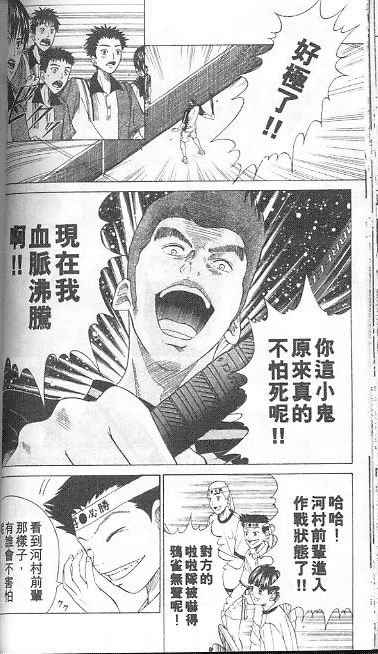 好極了!!
你這小鬼
原來真的
不怕死呢!!
現在我
血脈沸騰
啊!!
哈哈!
河村前輩進入
作戰狀態了!!
對方的
啦啦隊被嚇得
鴉雀無聲呢!
必勝
看到河村前輩
那樣子,
有誰會不害怕